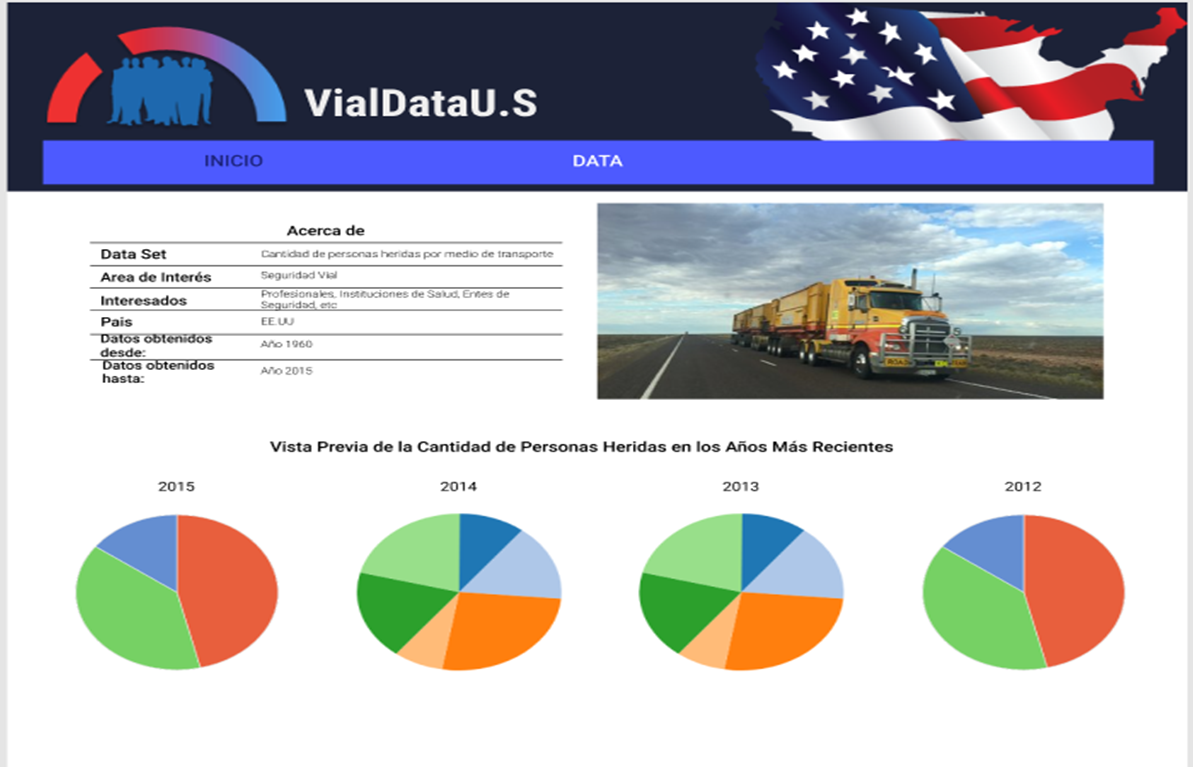 VialDataU.S
INICIO
DATA
Acerca de
Data Set
Cantidad de personas heridas por medio de transporte
Area de Interés
Seguridad Vial
Interesados
Profesionales, Instituciones de Salud, Entes de
Seguridad, etc
Pais
EE.UU
Datos obtenidos
desde:
Año 1960
Datos obtenidos
hasta:
Año 2015
Vista Previa de la Cantidad de Personas Heridas en los Años Más Recientes
2015
2014
2013
2012